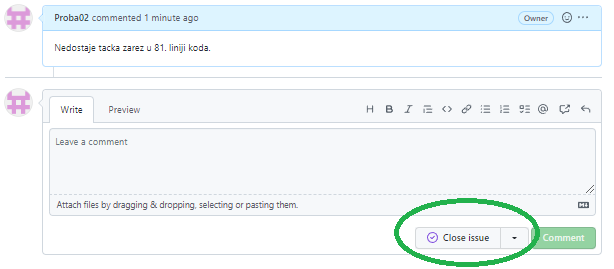 Proba02 commented 1 minute ago
Owner
Nedostaje tacka zarez u 81. liniji koda.
Write
Preview
Leave a comment
Attach files by dragging & dropping, selecting or pasting them.
Close issue
Comment